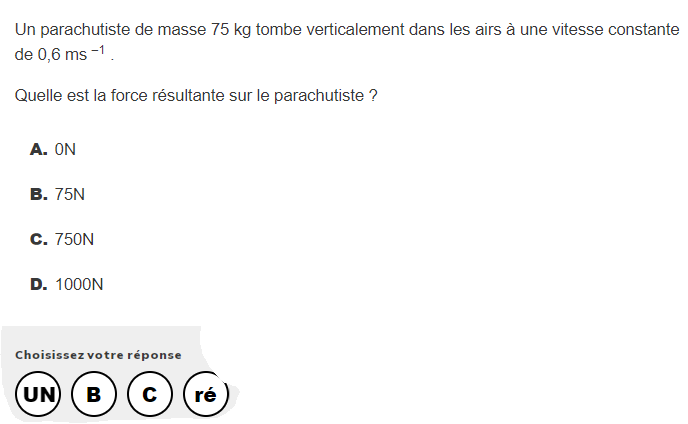 Un parachutiste de masse 75 kg tombe verticalement dans les airs à une vitesse constante
de 0,6 ms ⁻¹ .
Quelle est la force résultante sur le parachutiste ?
A. 0N
B. 75N
C. 750N
D. 1000N
Choisissez votre réponse
UN B C ré